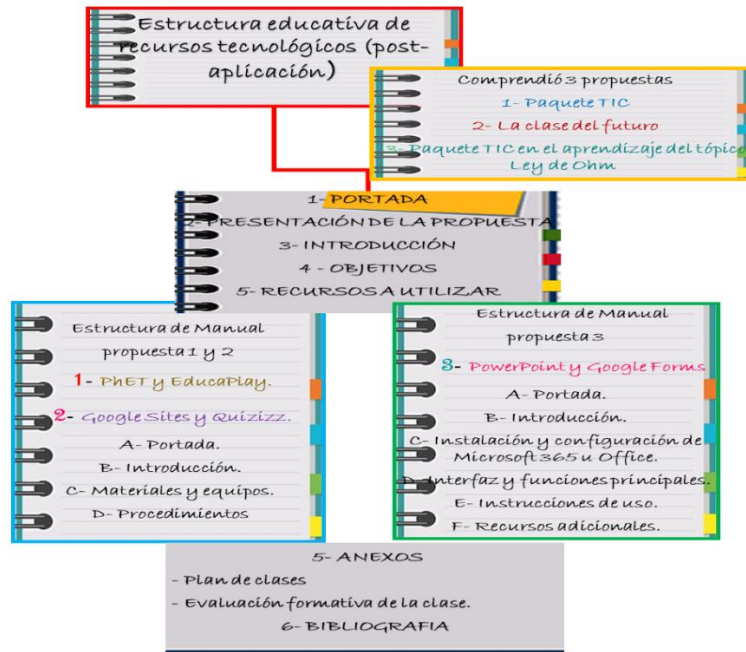 Estructura educativa de
recursos tecnológicos (post-
aplicación)
Comprendió 3 propuestas
1- Paquete TIC
2- La clase del futuro
3- Paquete TIC en el aprendizaje del tópico
Ley de Ohm
1- PORTADA
2- PRESENTACIÓN DE LA PROPUESTA
3- INTRODUCCIÓN
4 - OBJETIVOS
5- RECURSOS A UTILIZAR
Estructura de Manual
propuesta 1 y 2
1- PhET y EducaPlay.
2- Google Sites y Quizizz.
A- Portada.
B- Introducción.
C- Materiales y equipos.
D- Procedimientos
Estructura de Manual
propuesta 3
3- PowerPoint y Google Forms
A- Portada.
B- Introducción.
C- Instalación y configuración de
Microsoft 365 u Office.
D- Interfaz y funciones principales.
E- Instrucciones de uso.
F- Recursos adicionales.
5- ANEXOS
- Plan de clases
- Evaluación formativa de la clase.
6- BIBLIOGRAFIA